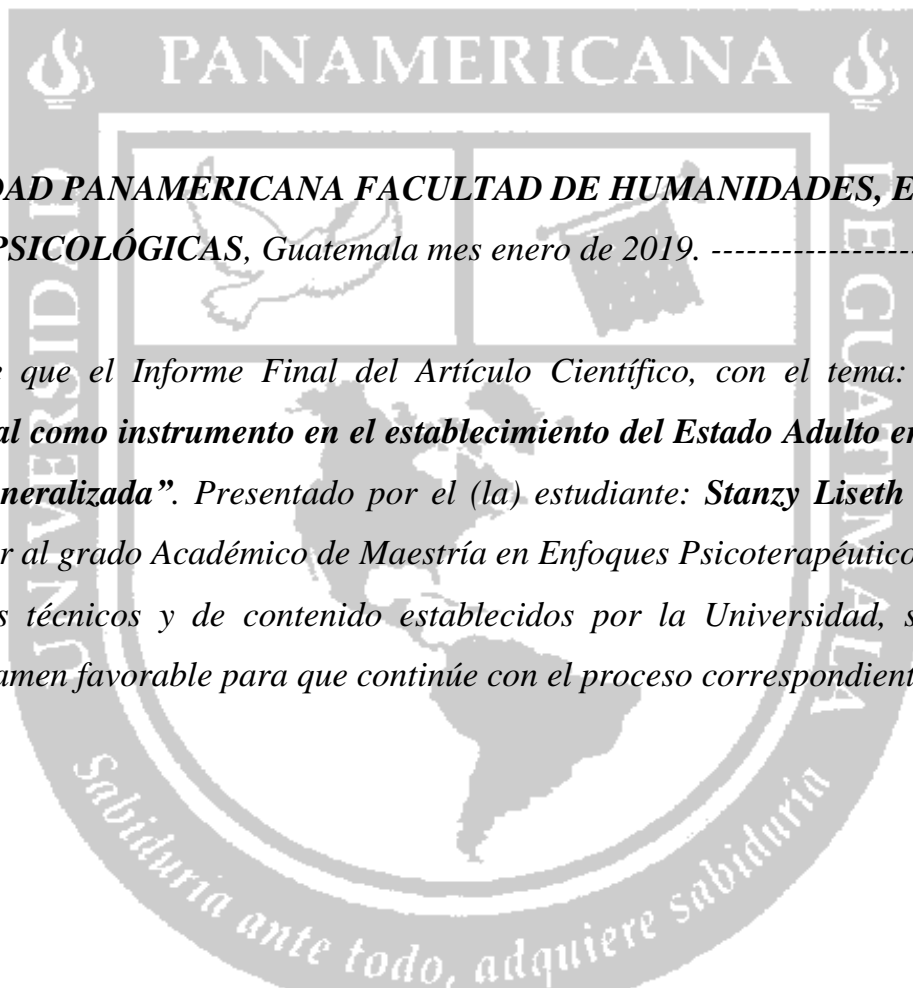 PANAMERICANA
UNIVERSIDAD
DE GUATEMALA
DAD PANAMERICANA FACULTAD DE HUMANIDADES, E
PSICOLÓGICAS, Guatemala mes enero de 2019. ------------------
e que el Informe Final del Artículo Científico, con el tema:
al como instrumento en el establecimiento del Estado Adulto en
neralizada”. Presentado por el (la) estudiante: Stanzy Liseth
r al grado Académico de Maestría en Enfoques Psicoterapéutico
s técnicos y de contenido establecidos por la Universidad, s
amen favorable para que continúe con el proceso correspondient
Sabiduría ante todo, adquiere sabiduría